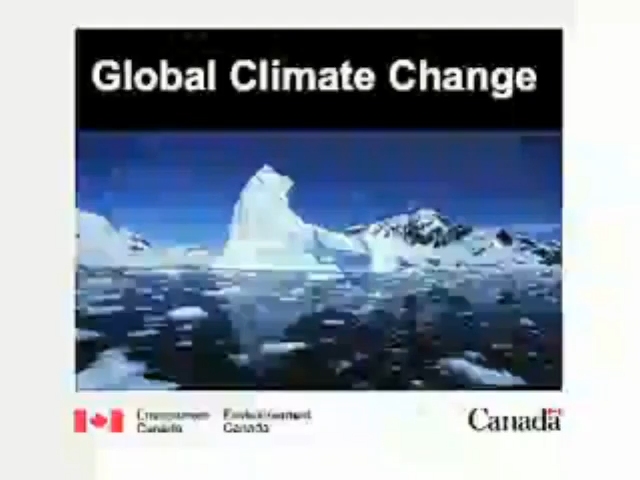 Global Climate Change
Environment Environnement
Canada Canada
Canada